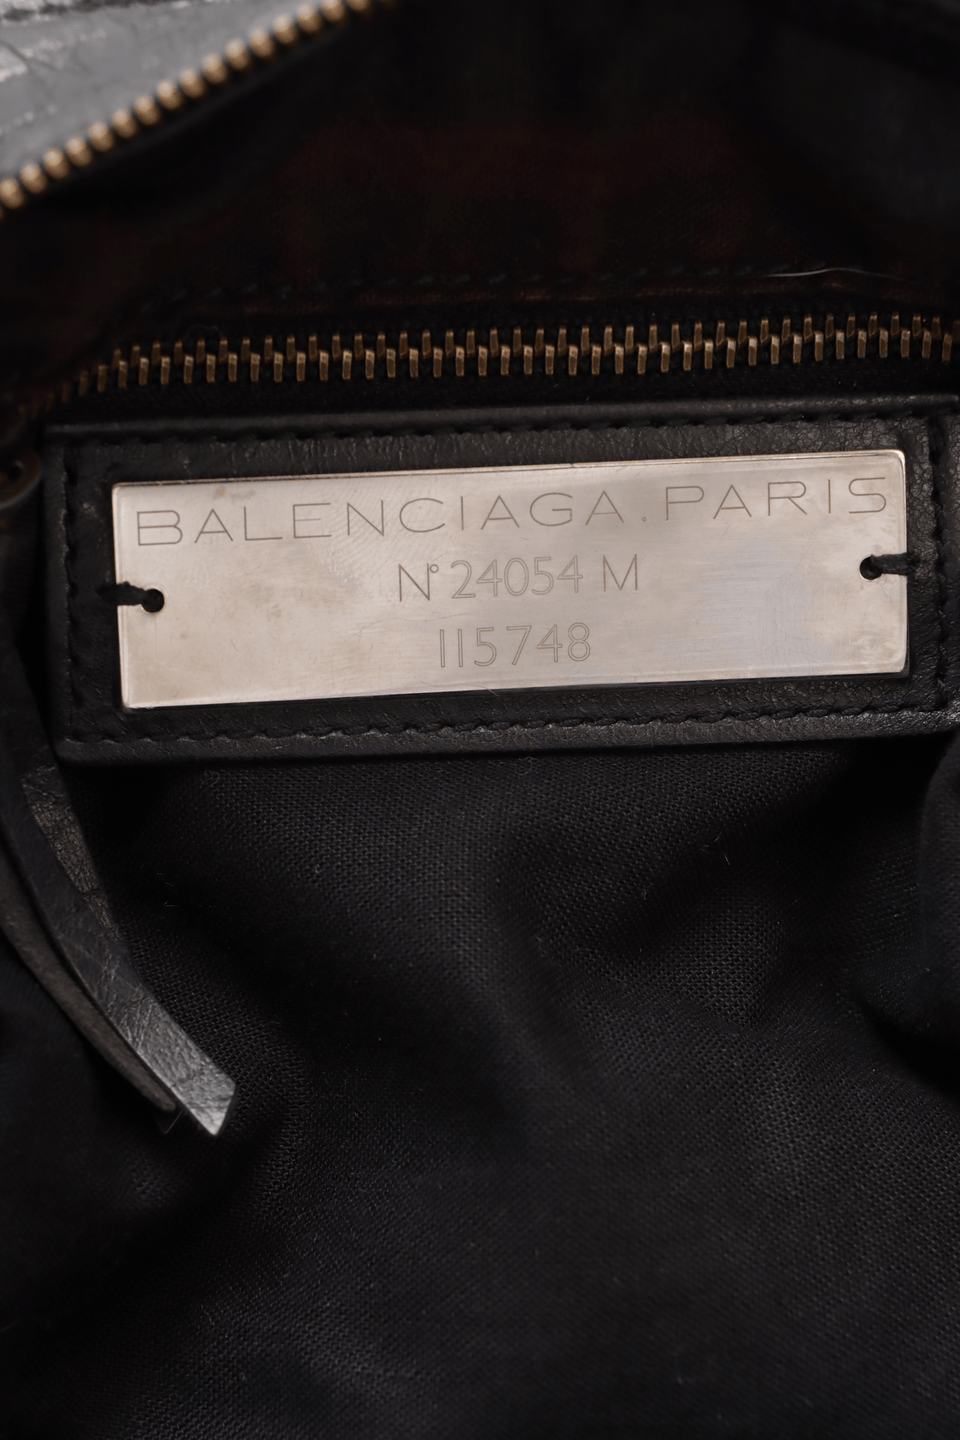 BALENCIAGA.PARIS
N° 24054 M
115748